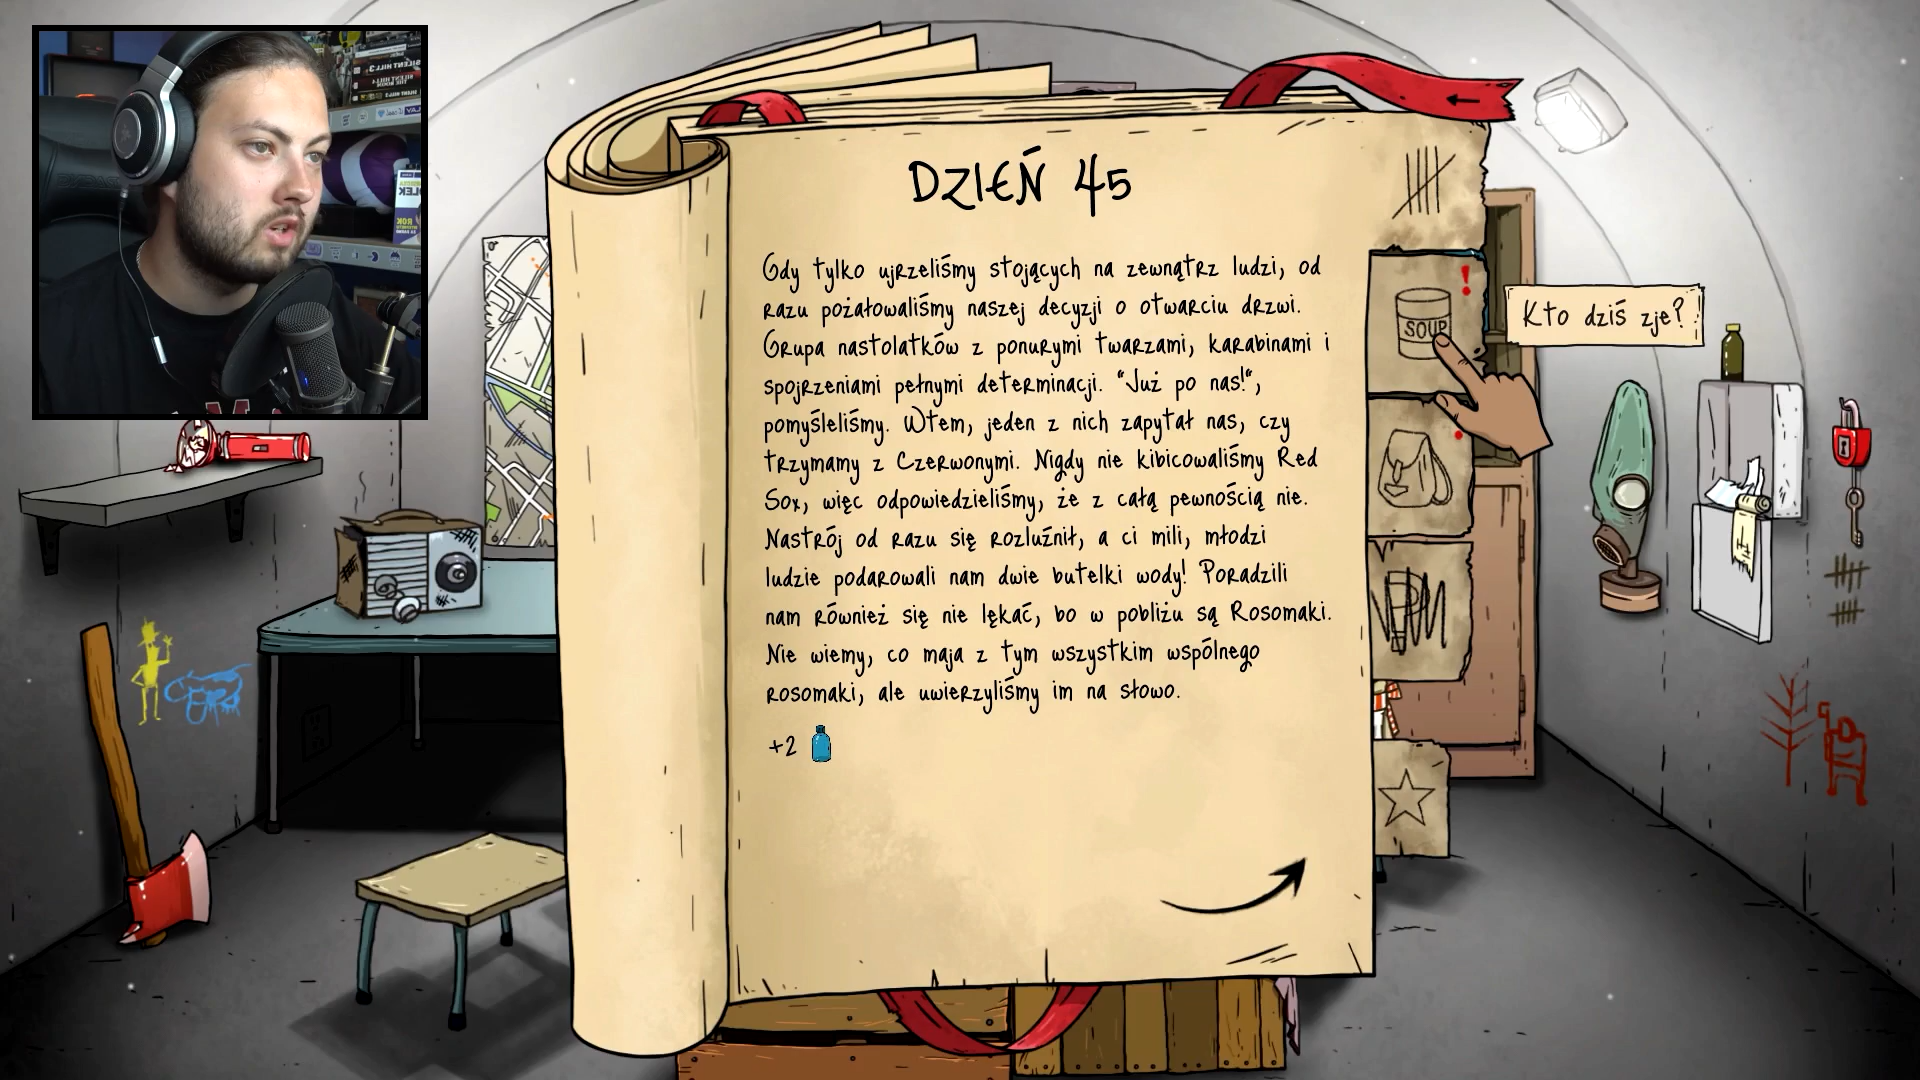 SILENT HILL 3
DZIEŃ 45
Gdy tylko ujrzeliśmy stojących na zewnątrz ludzi, od
razu pożałowaliśmy naszej decyzji o otwarciu drzwi.
Grupa nastolatków z ponurymi twarzami, karabinami i
spojrzeniami pełnymi determinacji. "Już po nas!",
pomyśleliśmy. Wtem, jeden z nich zapytał nas, czy
trzymamy z Czerwonymi. Nigdy nie kibicowaliśmy Red
Sox, więc odpowiedzieliśmy, że z całą pewnością nie.
Nastrój od razu się rozluźnił, a ci mili, młodzi
ludzie podarowali nam dwie butelki wody! Poradzili
nam również się nie lękać, bo w pobliżu są Rosomaki.
Nie wiemy, co maja z tym wszystkim wspólnego
rosomaki, ale uwierzyliśmy im na słowo.
+2
!
SOUP
Kto dziś zje?